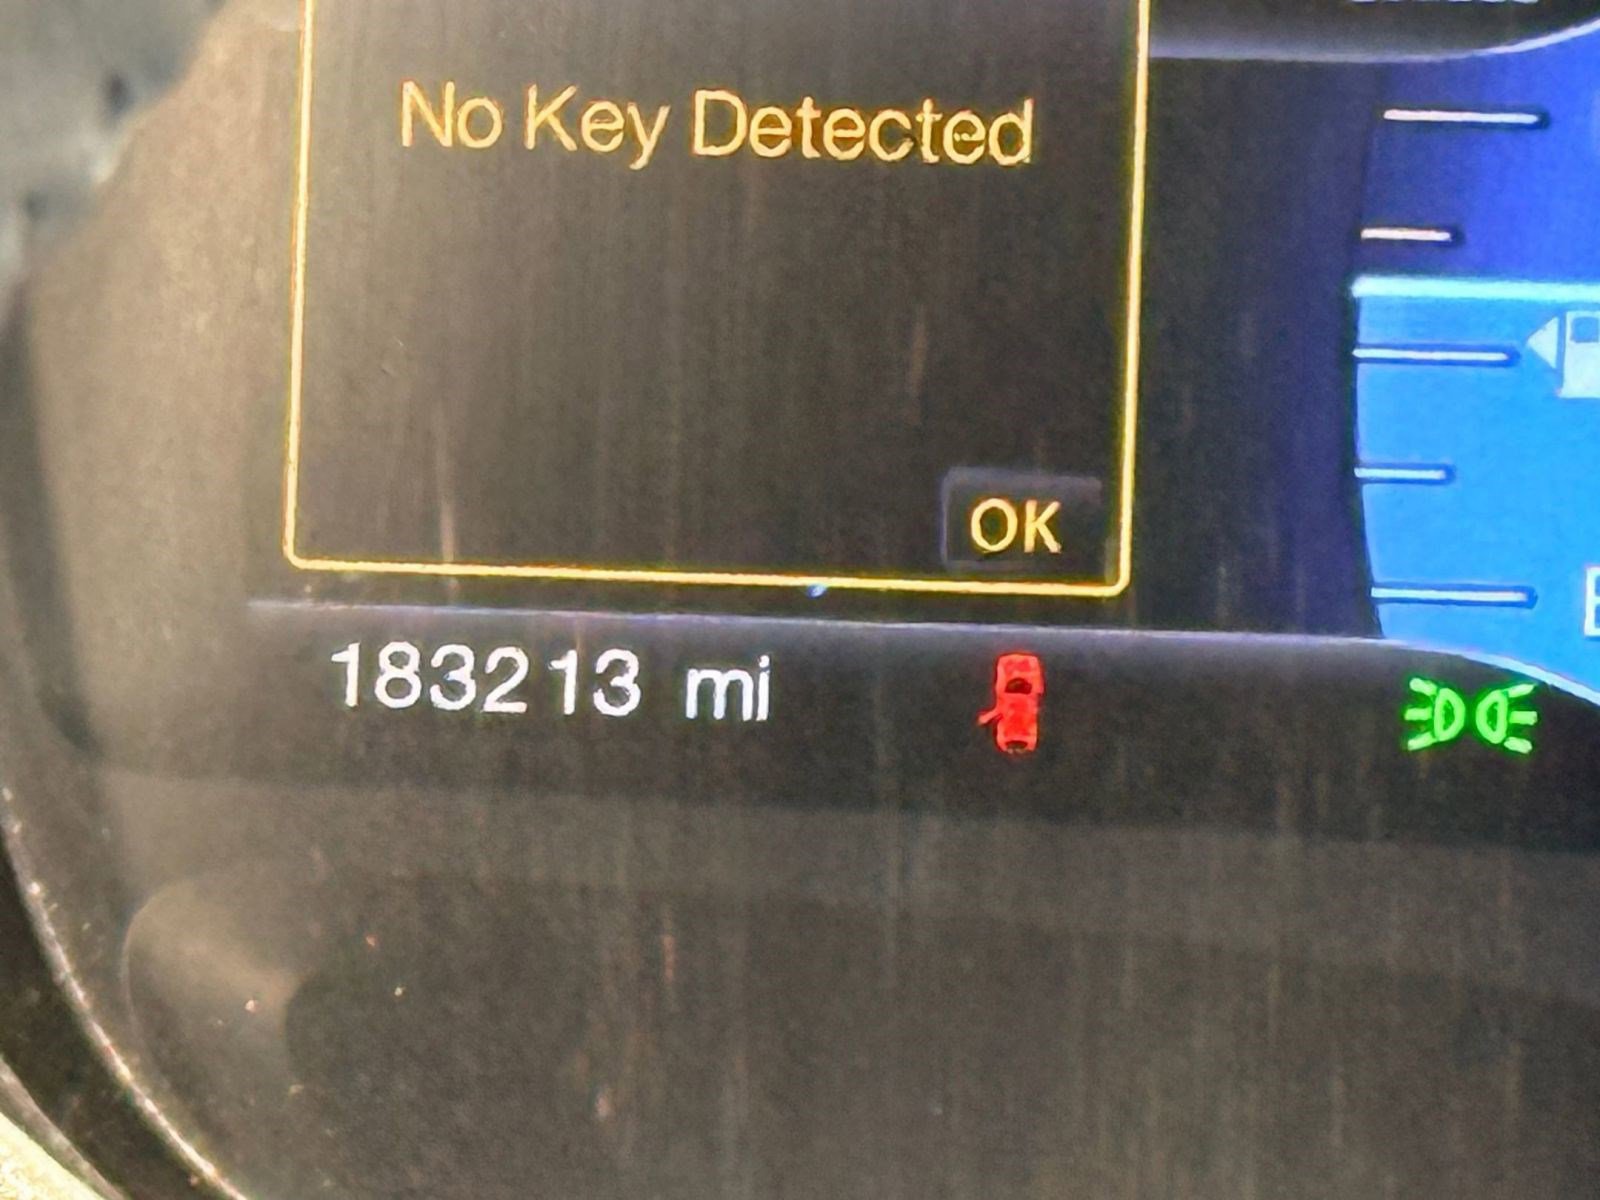 No Key Detected
OK
183213 mi